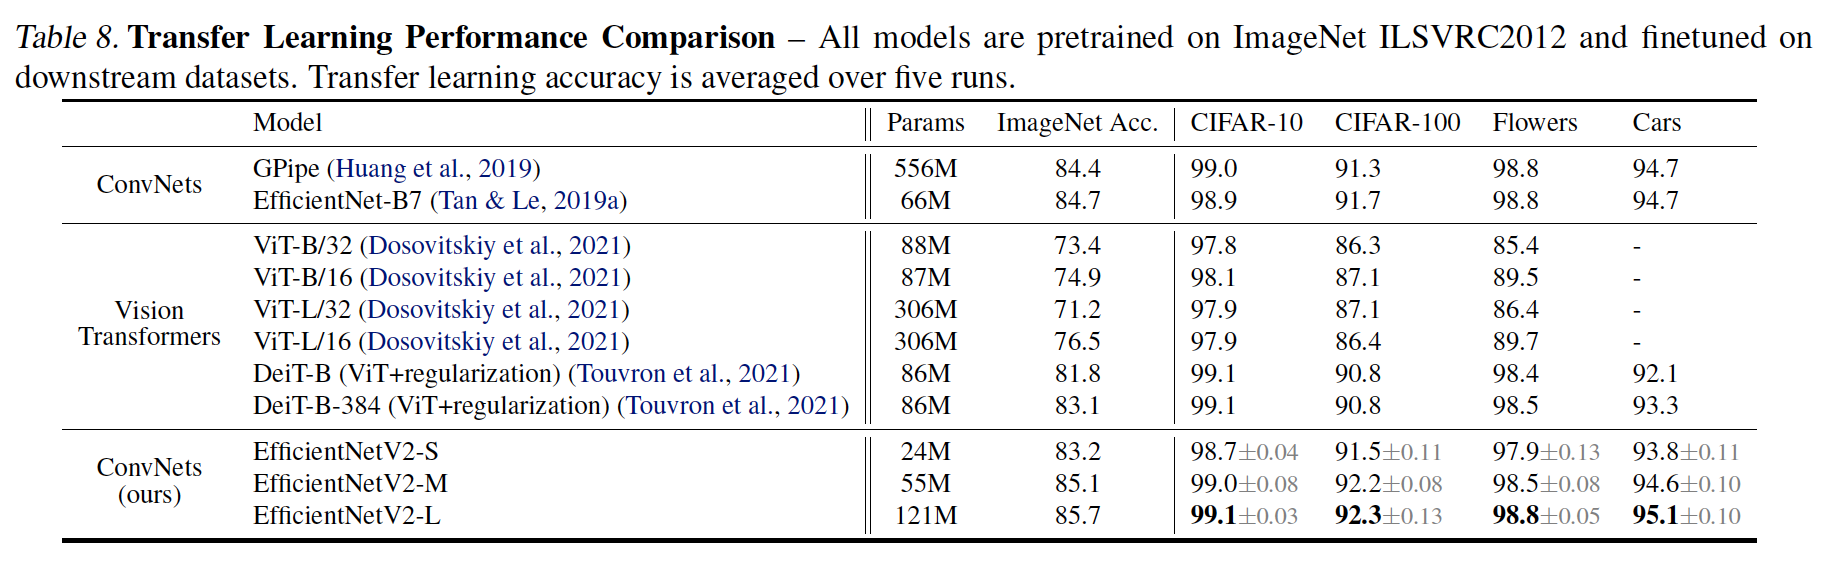 Table 8. Transfer Learning Performance Comparison – All models are pretrained on ImageNet ILSVRC2012 and finetuned on
downstream datasets. Transfer learning accuracy is averaged over five runs.
Model Params ImageNet Acc. CIFAR-10 CIFAR-100 Flowers Cars
ConvNets
GPipe (Huang et al., 2019) 556M 84.4 99.0 91.3 98.8 94.7
EfficientNet-B7 (Tan & Le, 2019a) 66M 84.7 98.9 91.7 98.8 94.7
Vision
Transformers
ViT-B/32 (Dosovitskiy et al., 2021) 88M 73.4 97.8 86.3 85.4 -
ViT-B/16 (Dosovitskiy et al., 2021) 87M 74.9 98.1 87.1 89.5 -
ViT-L/32 (Dosovitskiy et al., 2021) 306M 71.2 97.9 87.1 86.4 -
ViT-L/16 (Dosovitskiy et al., 2021) 306M 76.5 97.9 86.4 89.7 -
DeiT-B (ViT+regularization) (Touvron et al., 2021) 86M 81.8 99.1 90.8 98.4 92.1
DeiT-B-384 (ViT+regularization) (Touvron et al., 2021) 86M 83.1 99.1 90.8 98.5 93.3
ConvNets
(ours)
EfficientNetV2-S 24M 83.2 98.7±0.04 91.5±0.11 97.9±0.13 93.8±0.11
EfficientNetV2-M 55M 85.1 99.0±0.08 92.2±0.08 98.5±0.08 94.6±0.10
EfficientNetV2-L 121M 85.7 99.1±0.03 92.3±0.13 98.8±0.05 95.1±0.10